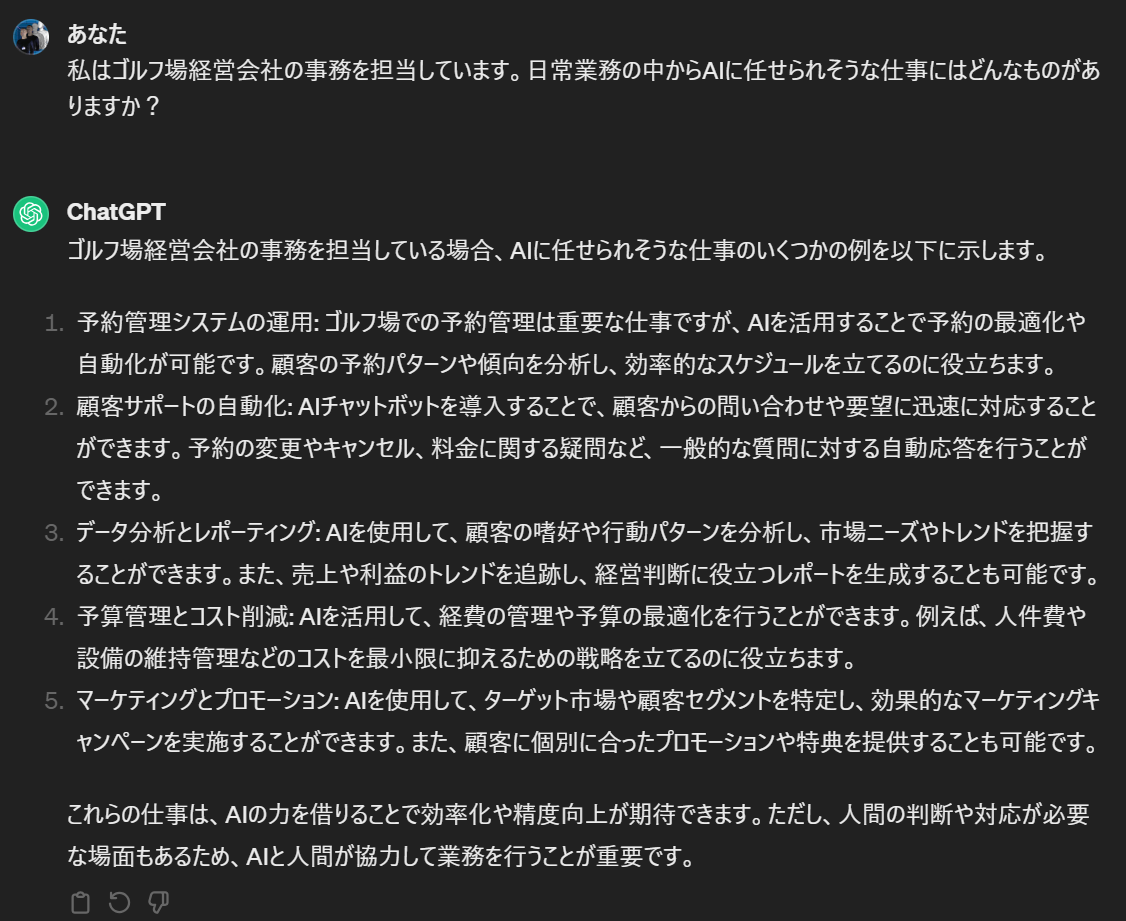 あなた
私はゴルフ場経営会社の事務を担当しています。日常業務の中からAIに任せられそうな仕事にはどんなものがあ
りますか？
ChatGPT
ゴルフ場経営会社の事務を担当している場合、AIに任せられそうな仕事のいくつかの例を以下に示します。
1. 予約管理システムの運用: ゴルフ場での予約管理は重要な仕事ですが、AIを活用することで予約の最適化や
自動化が可能です。顧客の予約パターンや傾向を分析し、効率的なスケジュールを立てるのに役立ちます。
2. 顧客サポートの自動化: AIチャットボットを導入することで、顧客からの問い合わせや要望に迅速に対応すること
ができます。予約の変更やキャンセル、料金に関する疑問など、一般的な質問に対する自動応答を行うことが
できます。
3. データ分析とレポーティング: AIを使用して、顧客の嗜好や行動パターンを分析し、市場ニーズやトレンドを把握す
ることができます。また、売上や利益のトレンドを追跡し、経営判断に役立つレポートを生成することも可能です。
4. 予算管理とコスト削減: AIを活用して、経費の管理や予算の最適化を行うことができます。例えば、人件費や
設備の維持管理などのコストを最小限に抑えるための戦略を立てるのに役立ちます。
5. マーケティングとプロモーション: AIを使用して、ターゲット市場や顧客セグメントを特定し、効果的なマーケティングキ
ャンペーンを実施することができます。また、顧客に個別に合ったプロモーションや特典を提供することも可能です。
これらの仕事は、AIの力を借りることで効率化や精度向上が期待できます。ただし、人間の判断や対応が必要
な場面もあるため、AIと人間が協力して業務を行うことが重要です。